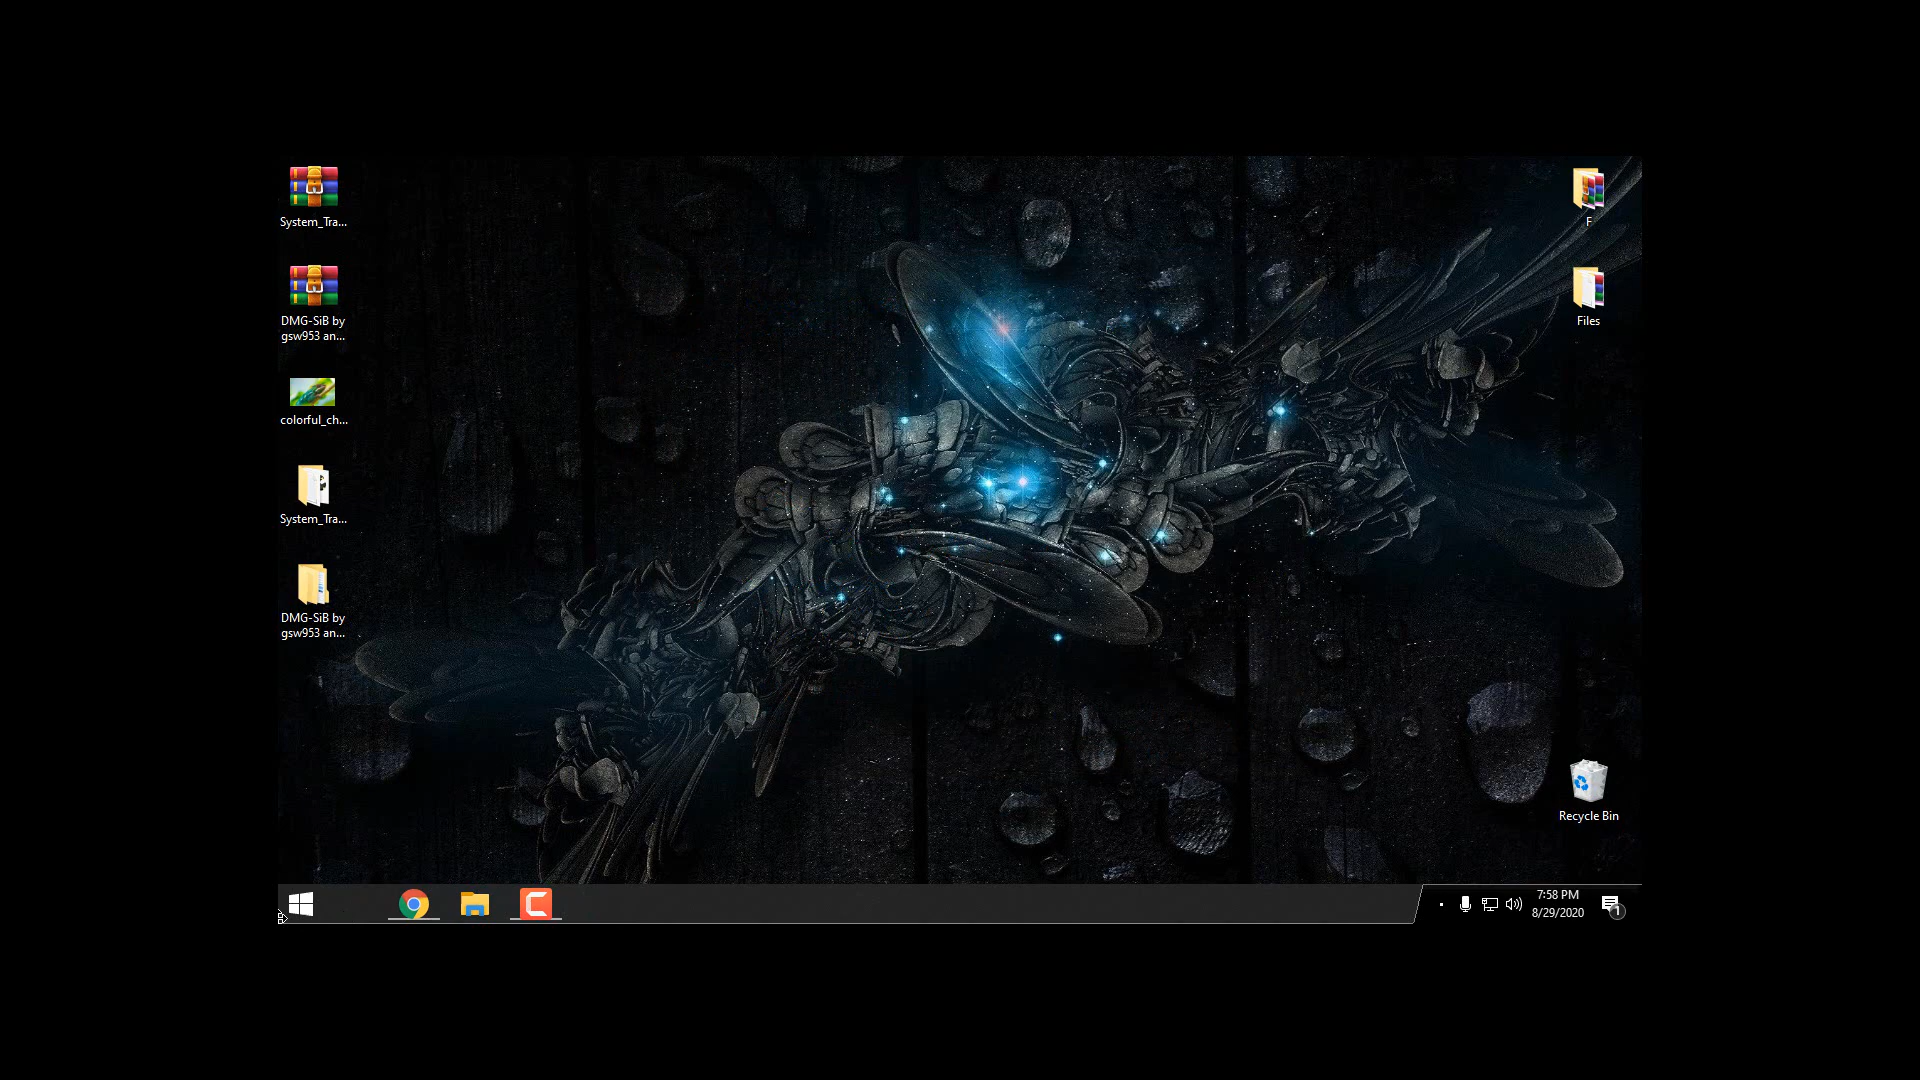 System_Tra...
DMG-SiB by
gsw953 an...
colorful_ch...
System_Tra...
DMG-SiB by
gsw953 an...
F
Files
Recycle Bin
7:58 PM
8/29/2020
1